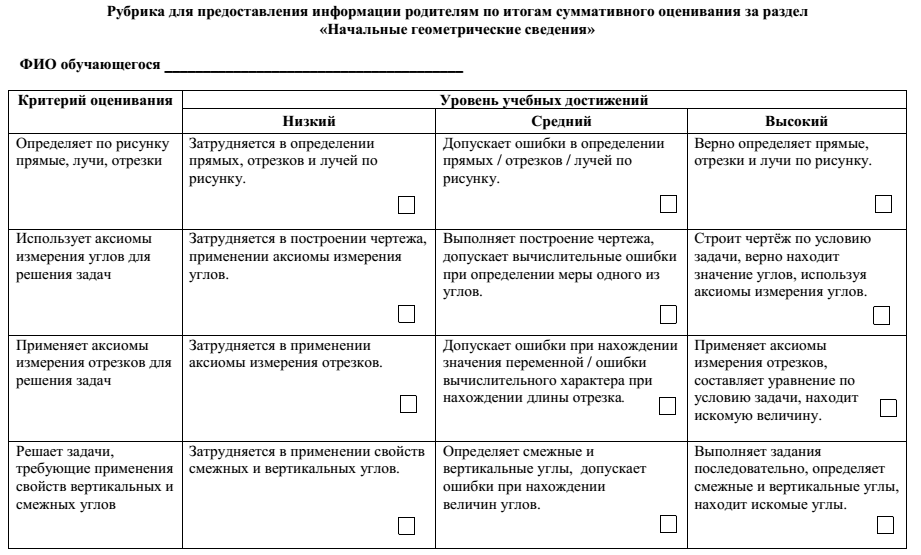 Рубрика для предоставления информации родителям по итогам суммативного оценивания за раздел
«Начальные геометрические сведения»
ФИО обучающегося ________________________________________
Критерий оценивания
Уровень учебных достижений
Низкий
Средний
Высокий
Определяет по рисунку
прямые, лучи, отрезки
Затрудняется в определении
прямых, отрезков и лучей по
рисунку.
Допускает ошибки в определении
прямых / отрезков / лучей по
рисунку.
Верно определяет прямые,
отрезки и лучи по рисунку.
Использует аксиомы
измерения углов для
решения задач
Затрудняется в построении чертежа,
применении аксиомы измерения
углов.
Выполняет построение чертежа,
допускает вычислительные ошибки
при определении меры одного из
углов.
Строит чертёж по условию
задачи, верно находит
значение углов, используя
аксиомы измерения углов.
Применяет аксиомы
измерения отрезков для
решения задач
Затрудняется в применении
аксиомы измерения отрезков.
Допускает ошибки при нахождении
значения переменной / ошибки
вычислительного характера при
нахождении длины отрезка.
Применяет аксиомы
измерения отрезков,
составляет уравнение по
условию задачи, находит
искомую величину.
Решает задачи,
требующие применения
свойств вертикальных и
смежных углов
Затрудняется в применении свойств
смежных и вертикальных углов.
Определяет смежные и
вертикальные углы, допускает
ошибки при нахождении
величин углов.
Выполняет задания
последовательно, определяет
смежные и вертикальные углы,
находит искомые углы.